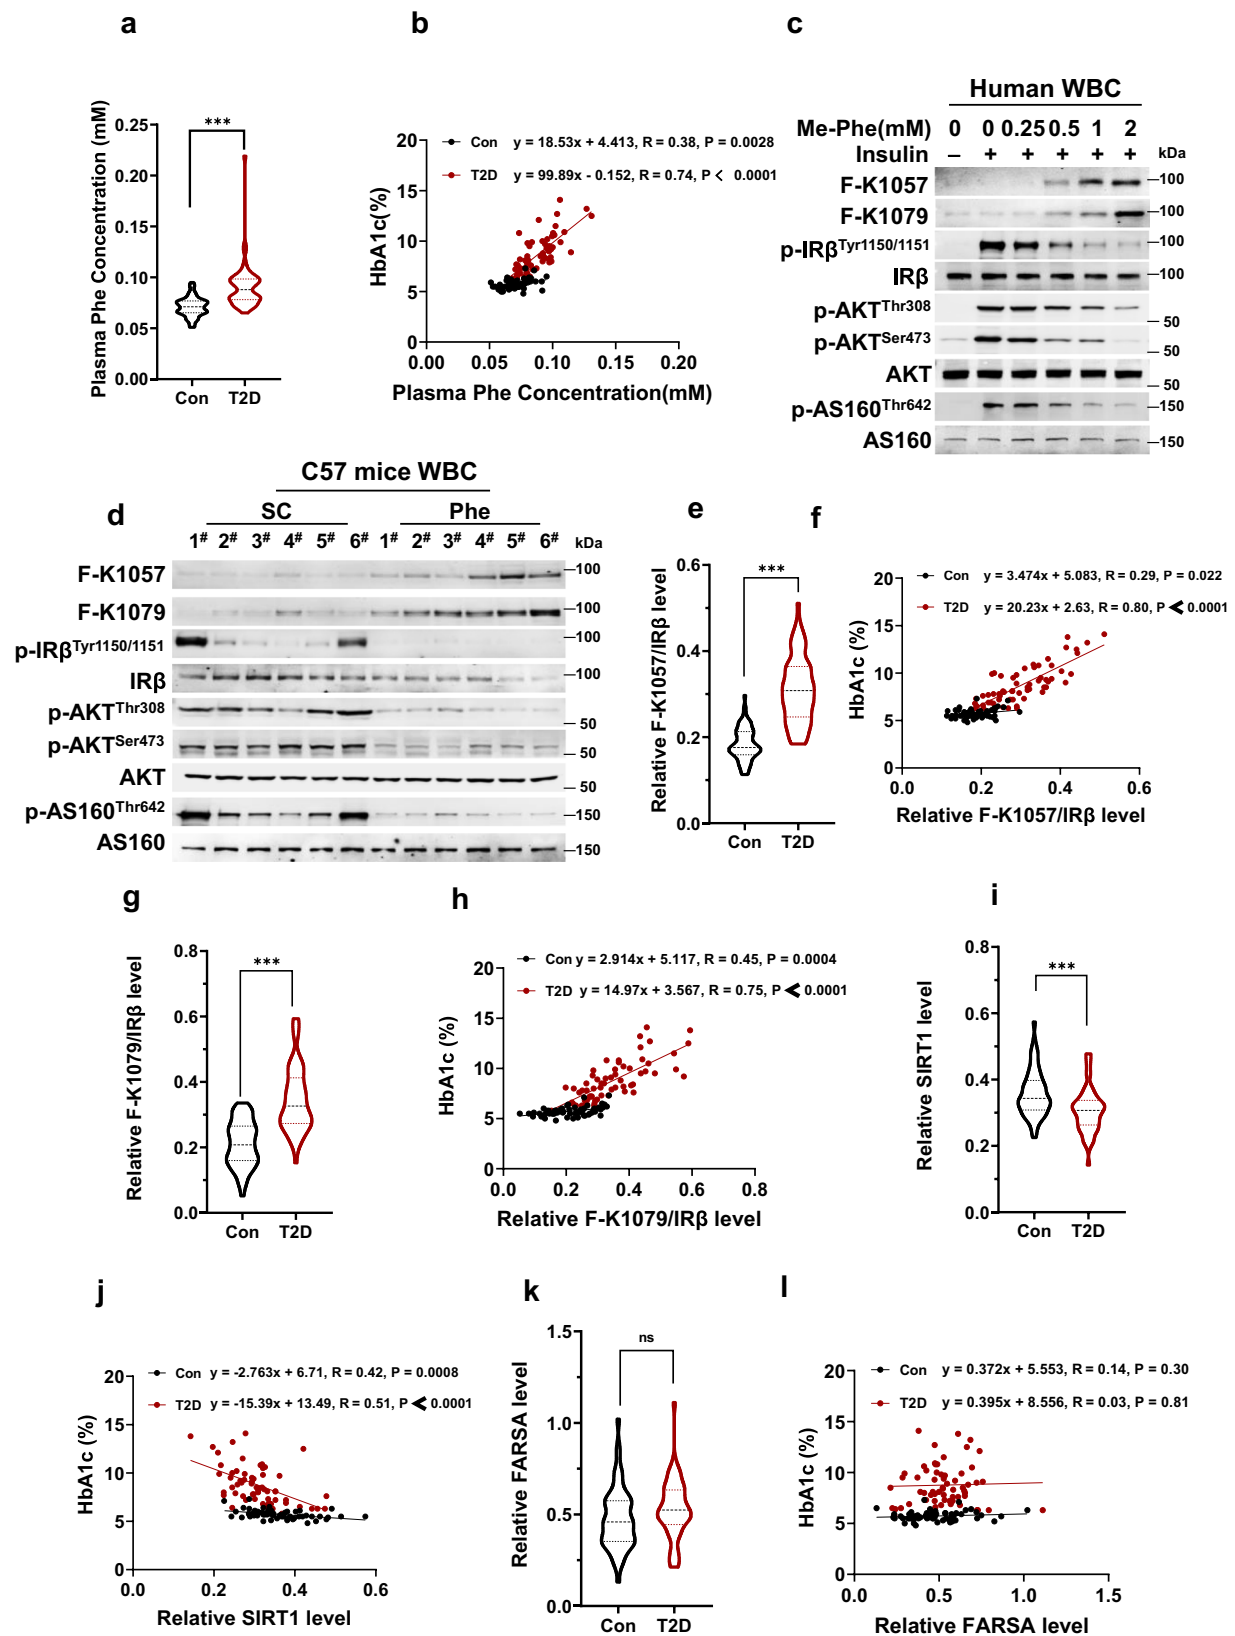 a
Plasma Phe Concentration (mM)
0.25
0.20
0.15
0.10
0.05
0.00
***
Con T2D
b
HbA1c(%)
20
15
10
5
0
Con y = 18.53x + 4.413, R = 0.38, P = 0.0028
T2D y = 99.89x - 0.152, R = 0.74, P < 0.0001
0.00 0.05 0.10 0.15 0.20
Plasma Phe Concentration(mM)
c
Human WBC
Me-Phe(mM) 0 0 0.25 0.5 1 2
Insulin – + + + + + kDa
F-K1057 100
F-K1079 100
p-IRβTyr1150/1151 100
IRβ 100
p-AKTThr308 50
p-AKTSer473 50
AKT 50
p-AS160Thr642 150
AS160 150
d
C57 mice WBC
SC Phe
1# 2# 3# 4# 5# 6# 1# 2# 3# 4# 5# 6# kDa
F-K1057 100
F-K1079 100
p-IRβTyr1150/1151 100
IRβ 100
p-AKTThr308 50
p-AKTSer473 50
AKT 50
p-AS160Thr642 150
AS160 150
e
Relative F-K1057/IRβ level
0.6
0.4
0.2
0.0
***
Con T2D
f
HbA1c (%)
20
15
10
5
0
Con y = 3.474x + 5.083, R = 0.29, P = 0.022
T2D y = 20.23x + 2.63, R = 0.80, P < 0.0001
0.0 0.2 0.4 0.6
Relative F-K1057/IRβ level
g
Relative F-K1079/IRβ level
0.8
0.6
0.4
0.2
0.0
***
Con T2D
h
HbA1c (%)
20
15
10
5
0
Con y = 2.914x + 5.117, R = 0.45, P = 0.0004
T2D y = 14.97x + 3.567, R = 0.75, P < 0.0001
0.0 0.2 0.4 0.6 0.8
Relative F-K1079/IRβ level
i
Relative SIRT1 level
0.8
0.6
0.4
0.2
0.0
***
Con T2D
j
HbA1c (%)
20
15
10
5
0
Con y = -2.763x + 6.71, R = 0.42, P = 0.0008
T2D y = -15.39x + 13.49, R = 0.51, P < 0.0001
0.0 0.2 0.4 0.6
Relative SIRT1 level
k
Relative FARSA level
1.5
1.0
0.5
0.0
ns
Con T2D
l
HbA1c (%)
20
15
10
5
0
Con y = 0.372x + 5.553, R = 0.14, P = 0.30
T2D y = 0.395x + 8.556, R = 0.03, P = 0.81
0.0 0.5 1.0 1.5
Relative FARSA level